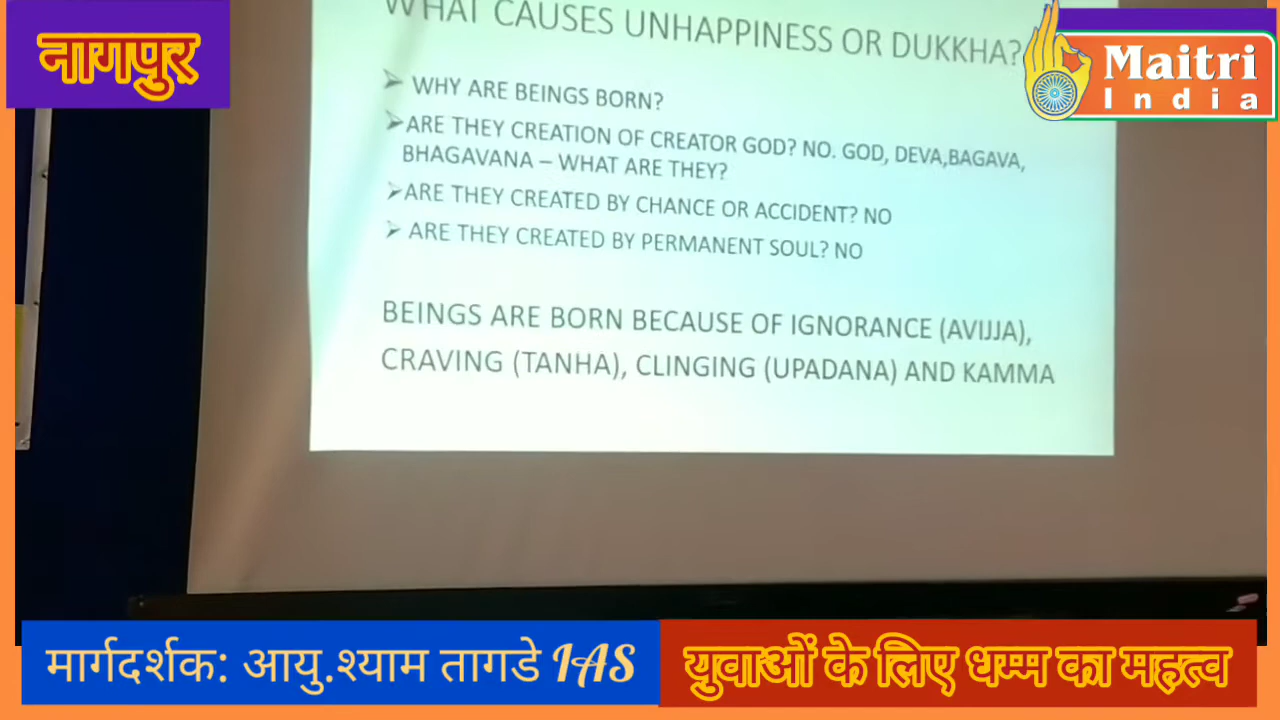 नागपुर
Maitri
India
WHAT CAUSES UNHAPPINESS OR DUKKHA?
➢ WHY ARE BEINGS BORN?
➢ARE THEY CREATION OF CREATOR GOD? NO. GOD, DEVA,BAGAVA,
BHAGAVANA – WHAT ARE THEY?
➢ARE THEY CREATED BY CHANCE OR ACCIDENT? NO
➢ ARE THEY CREATED BY PERMANENT SOUL? NO
BEINGS ARE BORN BECAUSE OF IGNORANCE (AVIJJA),
CRAVING (TANHA), CLINGING (UPADANA) AND KAMMA
मार्गदर्शक: आयु.श्याम तागडे IAS
युवाओं के लिए धम्म का महत्व